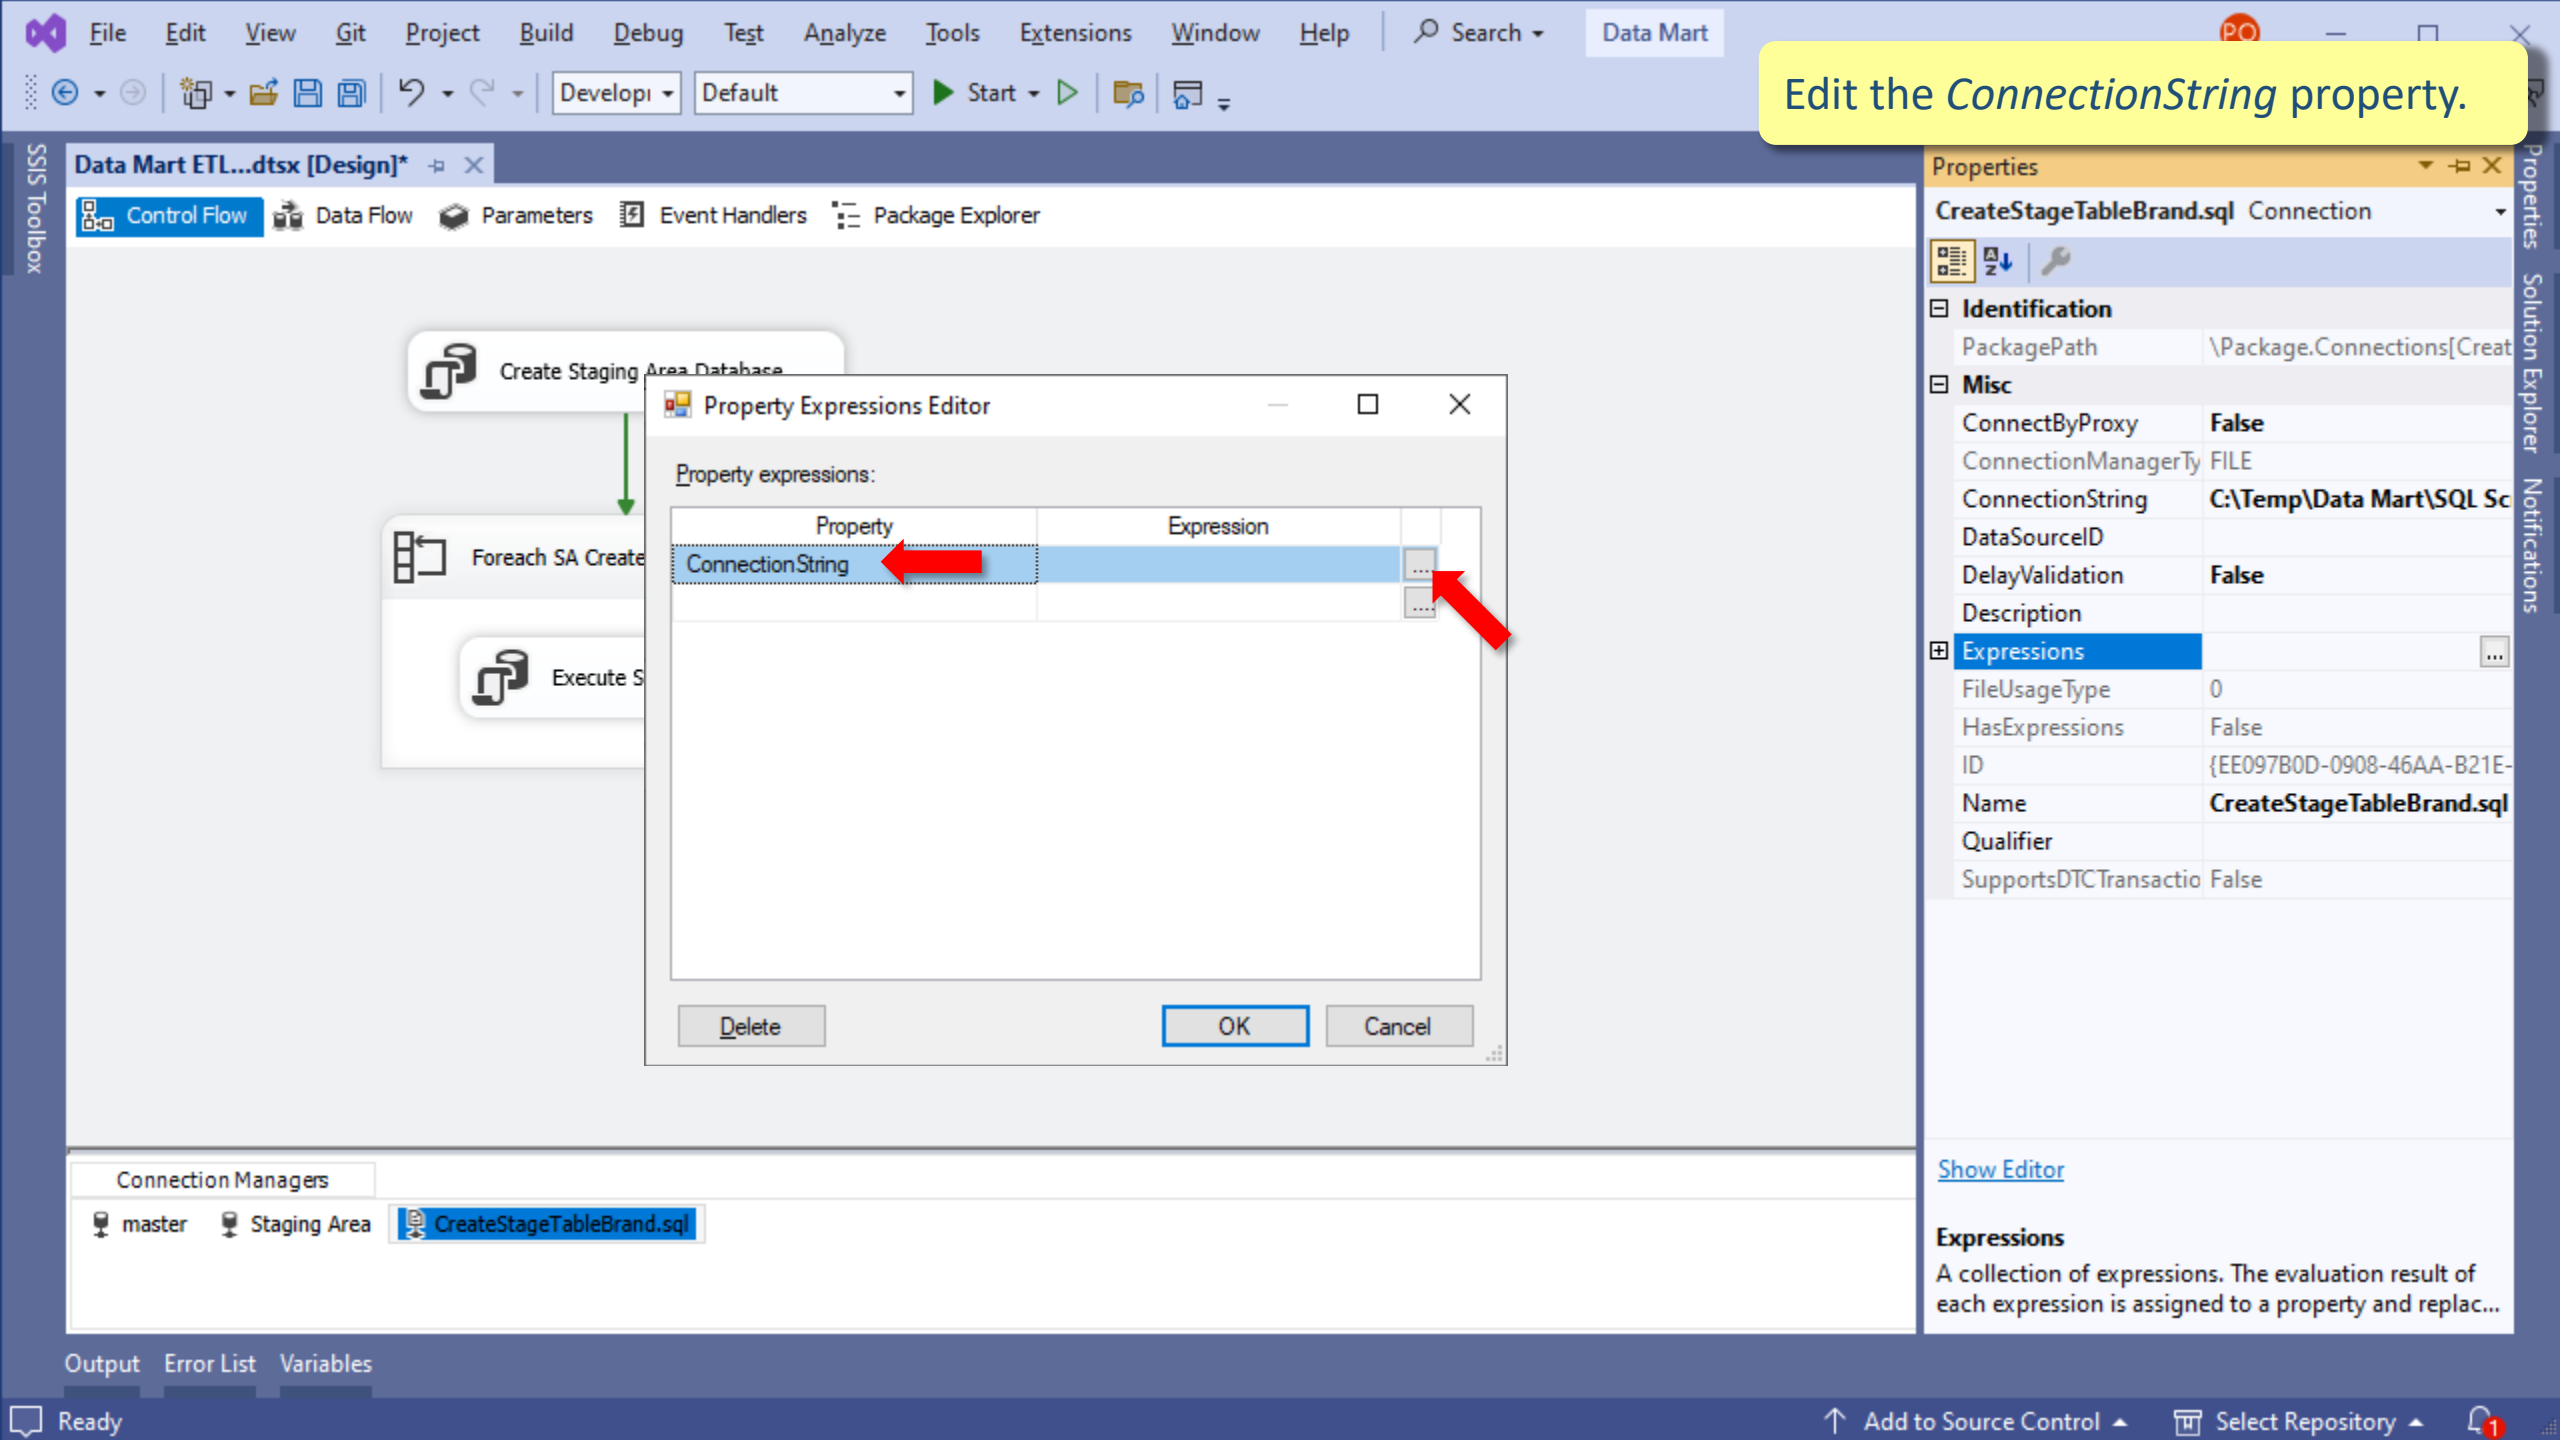 File Edit View Git Project Build Debug Test Analyze Tools Extensions Window Help Search Data Mart PO
Edit the ConnectionString property.
Develop Default Start
SSIS Toolbox
Data Mart ETL...dtsx [Design]*
Control Flow Data Flow Parameters Event Handlers Package Explorer
Create Staging Area Database
Foreach SA Create
Execute S
Property Expressions Editor
Property expressions:
Property Expression
ConnectionString ...
...
Delete OK Cancel
Connection Managers
master Staging Area CreateStageTableBrand.sql
Properties
CreateStageTableBrand.sql Connection
Identification
PackagePath \Package.Connections[Creat
Misc
ConnectByProxy False
ConnectionManagerTy FILE
ConnectionString C:\Temp\Data Mart\SQL Sc
DataSourceID
DelayValidation False
Description
Expressions ...
FileUsageType 0
HasExpressions False
ID {EE097B0D-0908-46AA-B21E-
Name CreateStageTableBrand.sql
Qualifier
SupportsDTCTransactio False
Show Editor
Expressions
A collection of expressions. The evaluation result of
each expression is assigned to a property and replac...
Properties
Solution Explorer
Notifications
Output Error List Variables
Ready Add to Source Control Select Repository 1